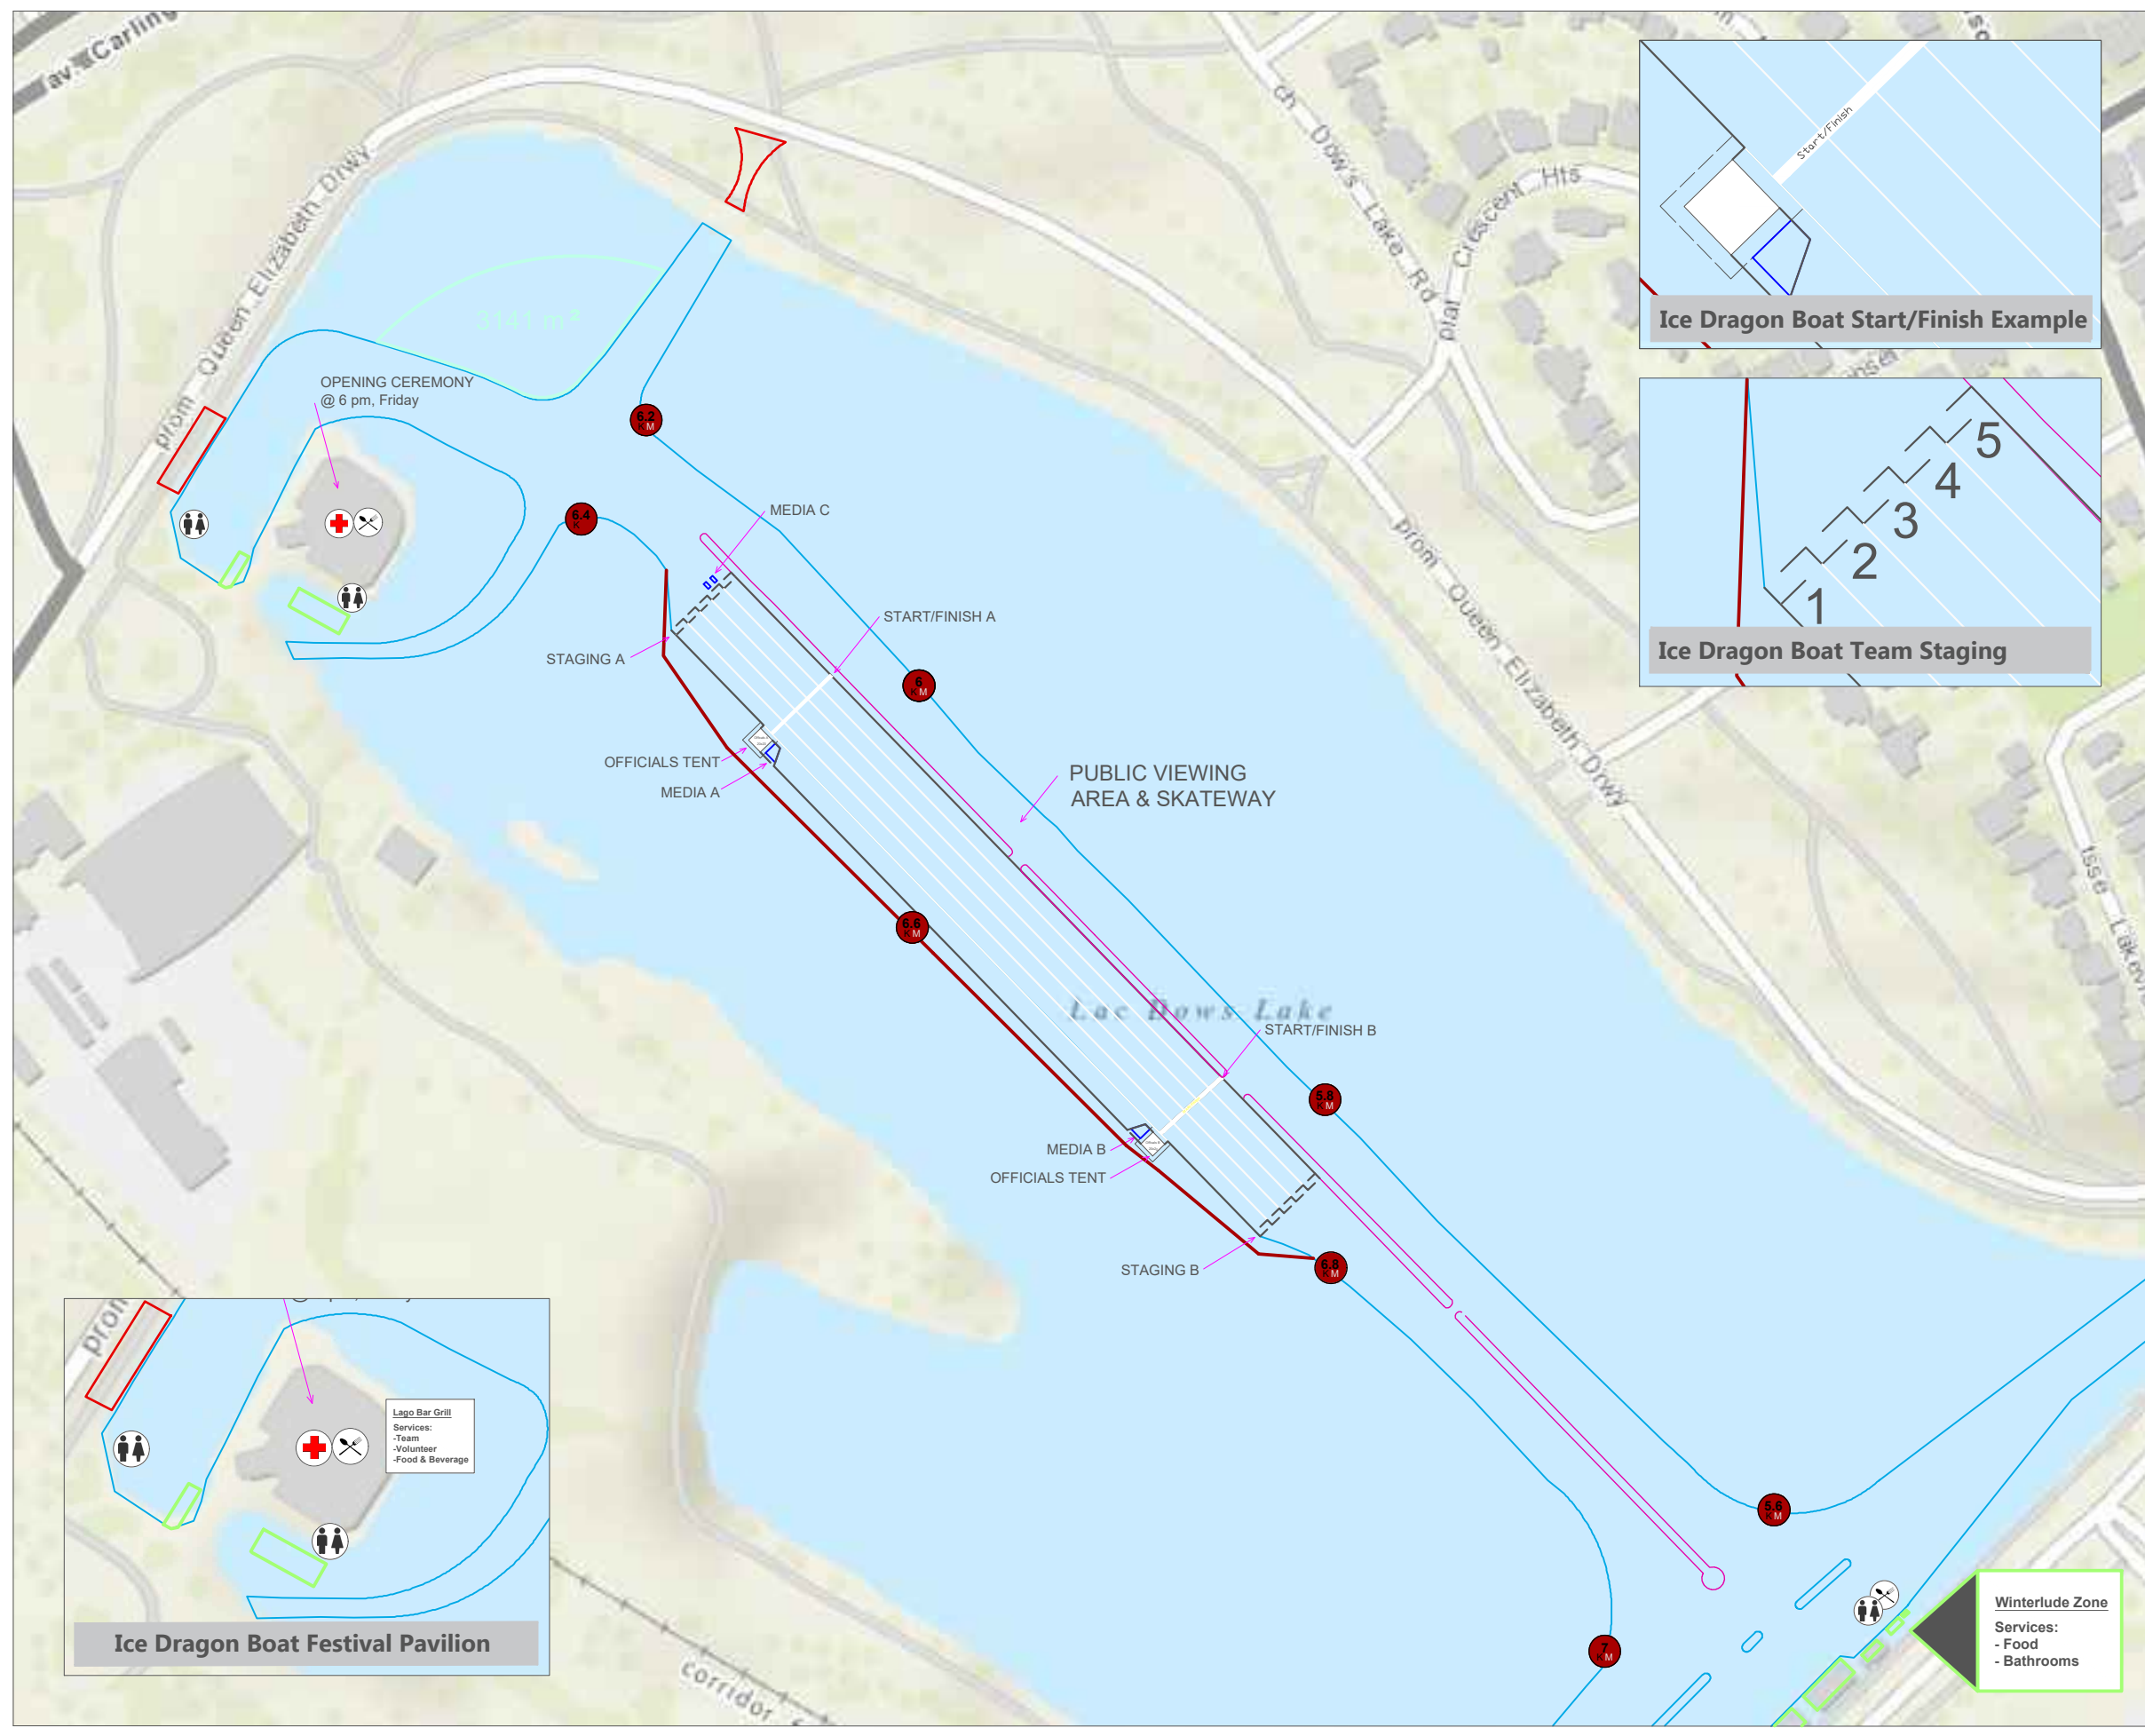 av. Carling
prom Queen Elizabeth Drwy
ch Dow's Lake Rd
Crescent Hts
Start/Finish
Ice Dragon Boat Start/Finish Example
3141 m²
OPENING CEREMONY
@ 6 pm, Friday
6.2
KM
6.4
K
MEDIA C
START/FINISH A
STAGING A
6
KM
OFFICIALS TENT
MEDIA A
PUBLIC VIEWING
AREA & SKATEWAY
prom Queen Elizabeth Drwy
5
4
3
2
1
Ice Dragon Boat Team Staging
6.6
KM
Lac Dows Lake
START/FINISH B
5.8
KM
MEDIA B
OFFICIALS TENT
STAGING B
6.8
KM
5.6
KM
7
KM
prom
Lago Bar Grill
Services:
-Team
-Volunteer
-Food & Beverage
Ice Dragon Boat Festival Pavilion
corridor
Winterlude Zone
Services:
- Food
- Bathrooms